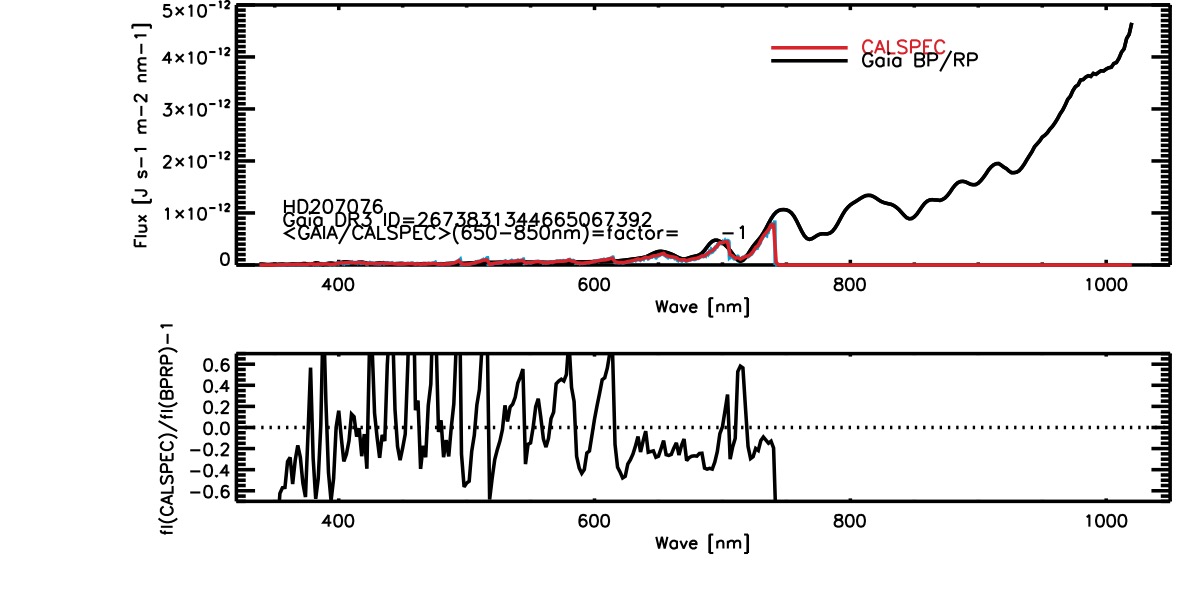 5×10−12
4×10−12
3×10−12
2×10−12
1×10−12
0
Flux [J s−1 m−2 nm−1]
CALSPEC
Gaia BP/RP
HD207076
Gaia DR3 ID=2673831344665067392
<GAIA/CALSPEC>(650−850nm)=factor= −1
400 600 800 1000
Wave [nm]
fl(CALSPEC)/fl(BPRP)−1
0.6
0.4
0.2
0.0
−0.2
−0.4
−0.6
400 600 800 1000
Wave [nm]